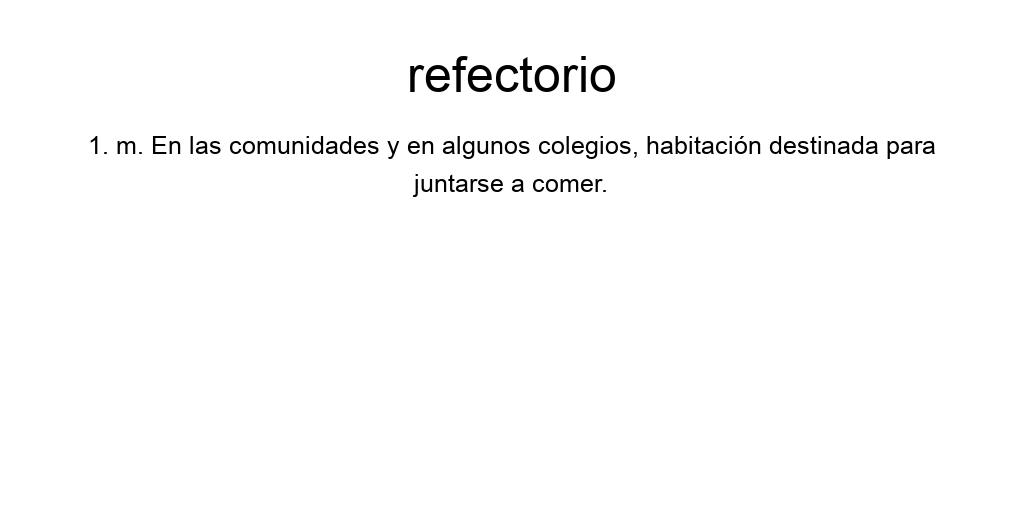 refectorio
1. m. En las comunidades y en algunos colegios, habitación destinada para
juntarse a comer.